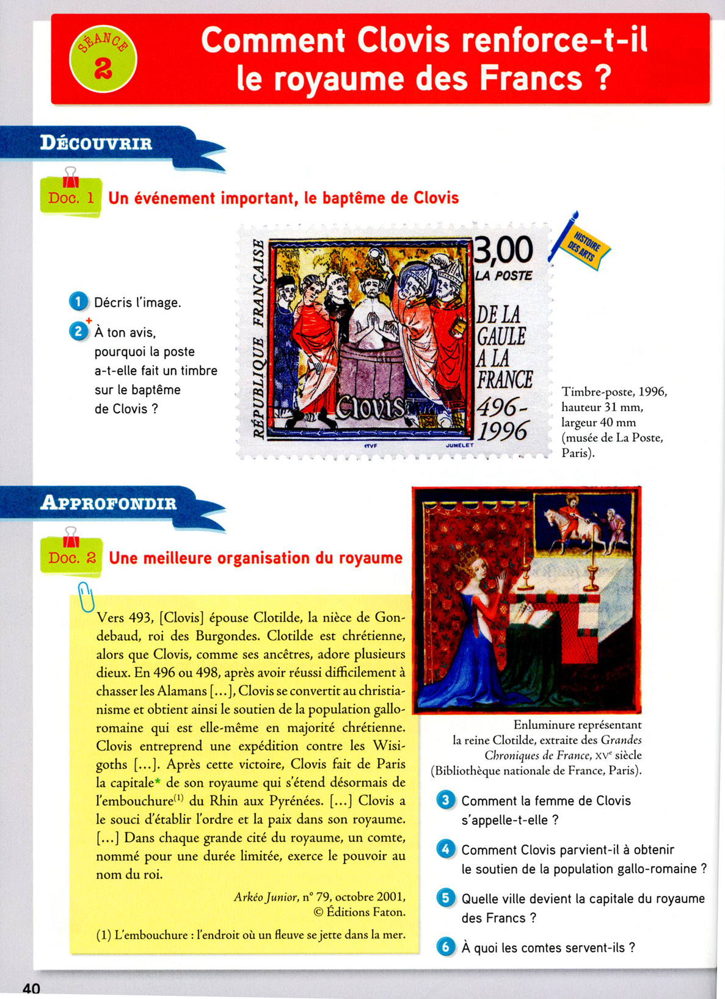 SÉANCE
2
Comment Clovis renforce-t-il
le royaume des Francs ?
DÉCOUVRIR
Doc. 1
Un événement important, le baptême de Clovis
HISTOIRE
DES ARTS
1 Décris l'image.
2+ À ton avis,
pourquoi la poste
a-t-elle fait un timbre
sur le baptême
de Clovis ?
RÉPUBLIQUE FRANÇAISE
3,00
LA POSTE
DE LA
GAULE
A LA
FRANCE
496-
1996
Clovis
ITVF
JUMELET
Timbre-poste, 1996,
hauteur 31 mm,
largeur 40 mm
(musée de La Poste,
Paris).
APPROFONDIR
Doc. 2
Une meilleure organisation du royaume
Vers 493, [Clovis] épouse Clotilde, la nièce de Gon-
debaud, roi des Burgondes. Clotilde est chrétienne,
alors que Clovis, comme ses ancêtres, adore plusieurs
dieux. En 496 ou 498, après avoir réussi difficilement à
chasser les Alamans [...], Clovis se convertit au christia-
nisme et obtient ainsi le soutien de la population gallo-
romaine qui est elle-même en majorité chrétienne.
Clovis entreprend une expédition contre les Wisi-
goths [...]. Après cette victoire, Clovis fait de Paris
la capitale* de son royaume qui s'étend désormais de
l'embouchure(1) du Rhin aux Pyrénées. [...] Clovis a
le souci d'établir l'ordre et la paix dans son royaume.
[...] Dans chaque grande cité du royaume, un comte,
nommé pour une durée limitée, exerce le pouvoir au
nom du roi.
Arkéo Junior, n° 79, octobre 2001,
© Éditions Faton.
(1) L'embouchure : l'endroit où un fleuve se jette dans la mer.
Enluminure représentant
la reine Clotilde, extraite des Grandes
Chroniques de France, XVe siècle
(Bibliothèque nationale de France, Paris).
3 Comment la femme de Clovis
s'appelle-t-elle ?
4 Comment Clovis parvient-il à obtenir
le soutien de la population gallo-romaine ?
5 Quelle ville devient la capitale du royaume
des Francs ?
6 À quoi les comtes servent-ils ?
40